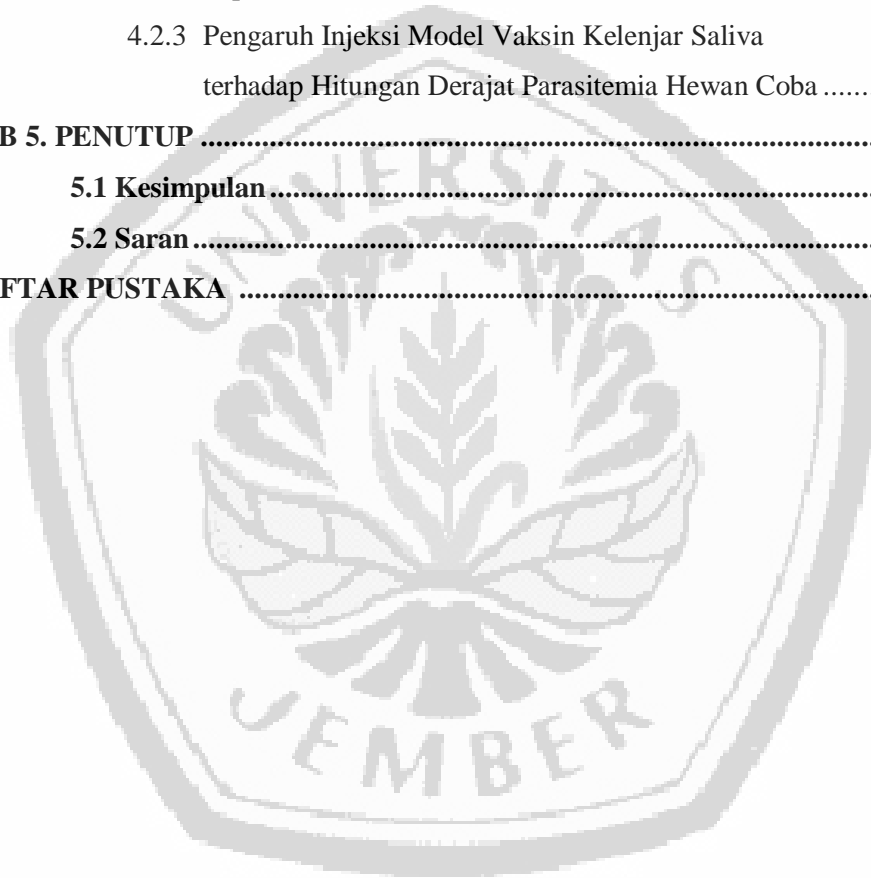 4.2.3 Pengaruh Injeksi Model Vaksin Kelenjar Saliva
terhadap Hitungan Derajat Parasitemia Hewan Coba ......
B 5. PENUTUP ........................................................................................
5.1 Kesimpulan ...............................................................................
5.2 Saran .........................................................................................
FTAR PUSTAKA ...................................................................................
UNIVERSITAS
JEMBER